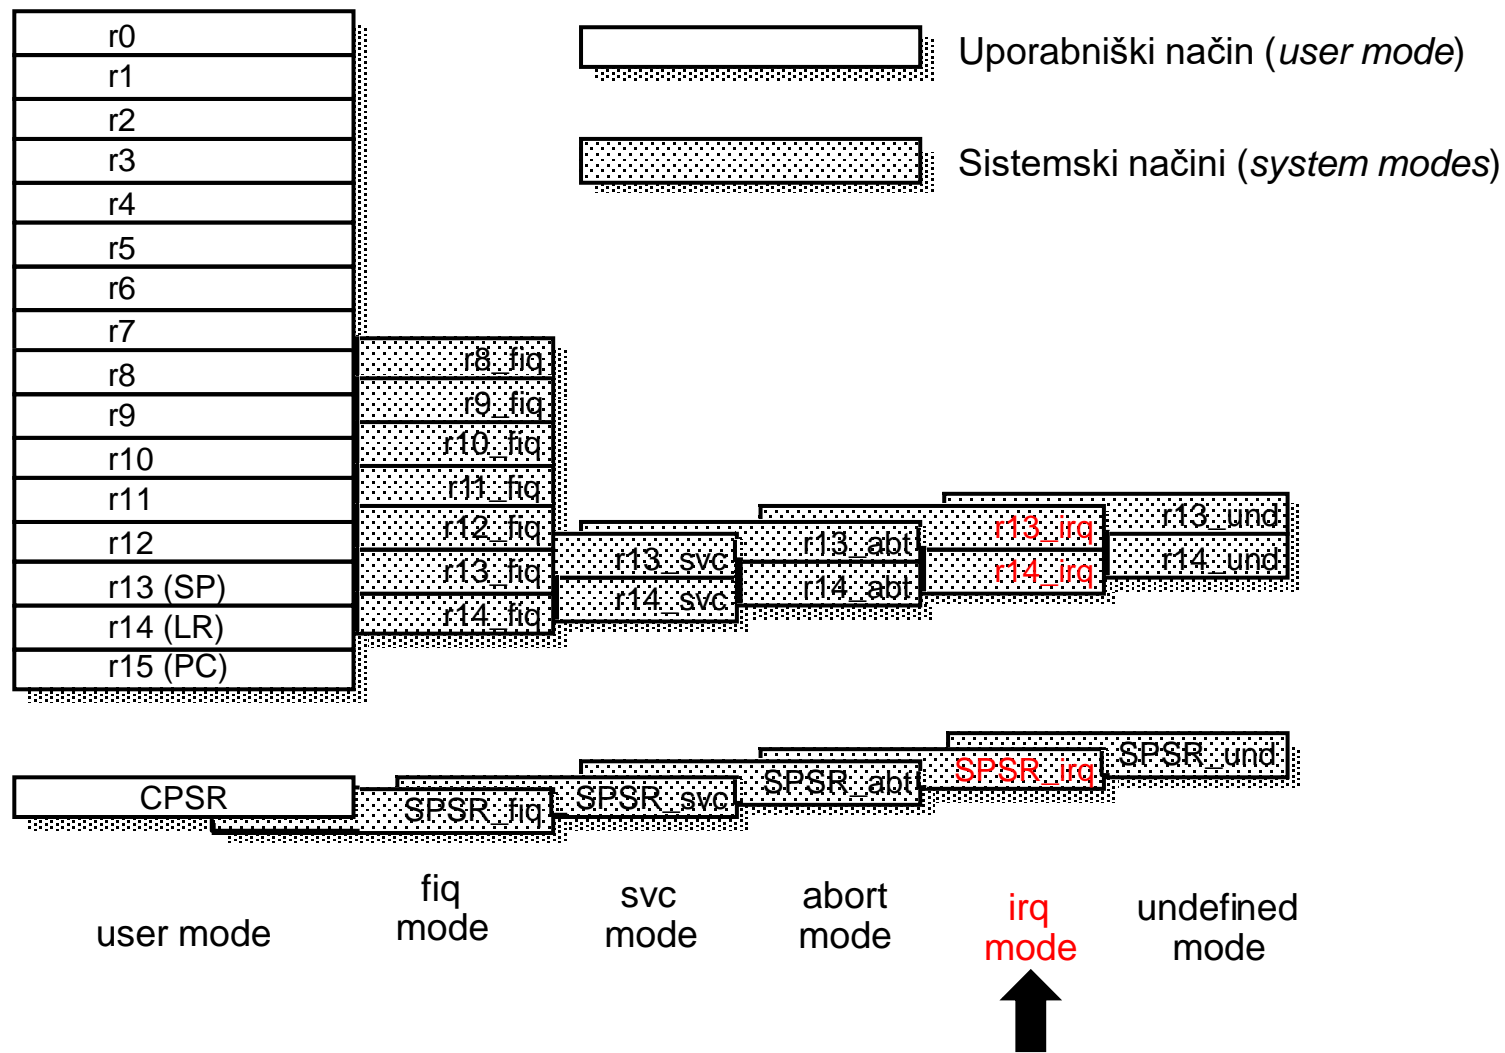 r0
r1
r2
r3
r4
r5
r6
r7
r8
r9
r10
r11
r12
r13 (SP)
r14 (LR)
r15 (PC)
CPSR
user mode
r8_fiq
r9_fiq
r10_fiq
r11_fiq
r12_fiq
r13_fiq
r14_fiq
SPSR_fiq
fiq
mode
r13_svc
r14_svc
SPSR_svc
svc
mode
r13_abt
r14_abt
SPSR_abt
abort
mode
r13_irq
r14_irq
SPSR_irq
irq
mode
r13_und
r14_und
SPSR_und
undefined
mode
Uporabniški način (user mode)
Sistemski načini (system modes)